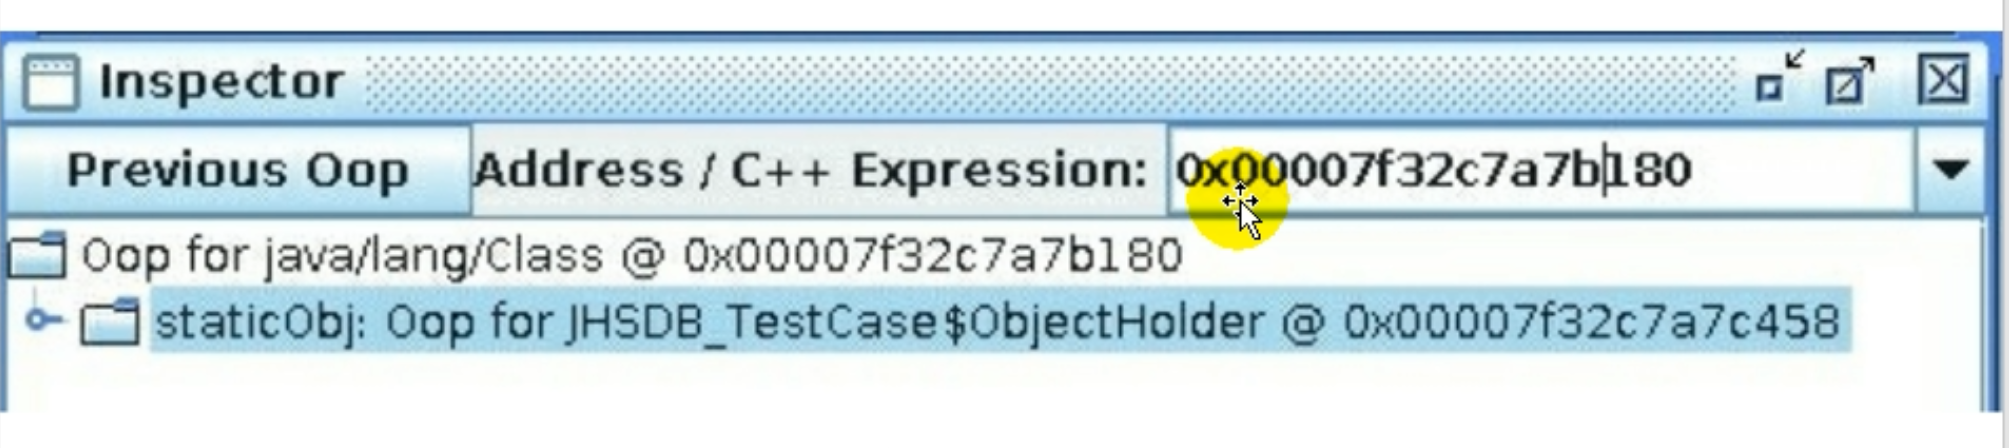 Inspector
Previous Oop Address / C++ Expression: 0x00007f32c7a7b180
Oop for java/lang/Class @ 0x00007f32c7a7b180
staticObj: Oop for JHSDB_TestCase$ObjectHolder @ 0x00007f32c7a7c458